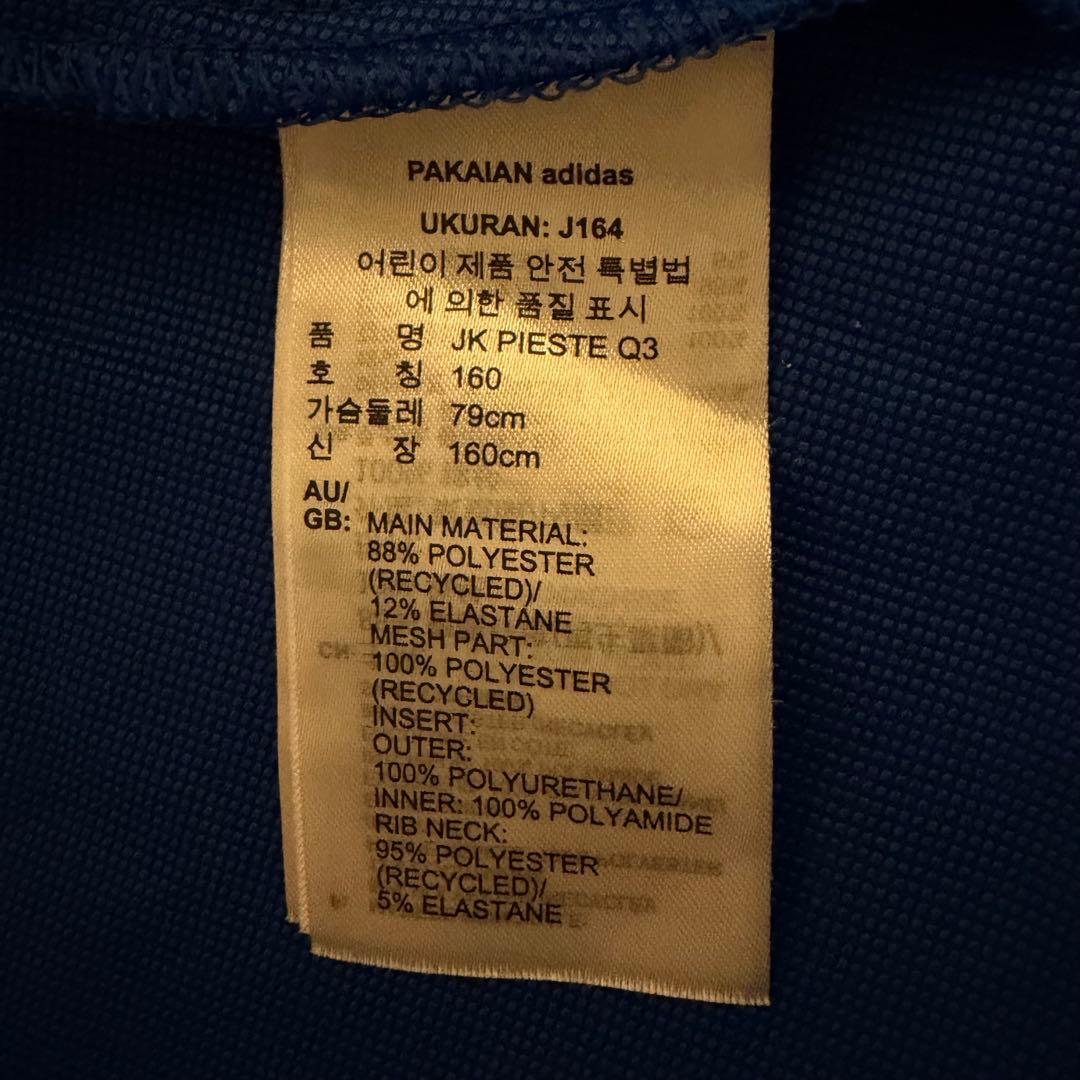 PAKAIAN adidas
UKURAN: J164
어린이 제품 안전 특별법
에 의한 품질 표시
품 명 JK PIESTE Q3
호 칭 160
가슴둘레 79cm
신 장 160cm
AU/
GB: MAIN MATERIAL:
88% POLYESTER
(RECYCLED)/
12% ELASTANE
MESH PART:
100% POLYESTER
(RECYCLED)
INSERT:
OUTER:
100% POLYURETHANE/
INNER: 100% POLYAMIDE
RIB NECK:
95% POLYESTER
(RECYCLED)/
5% ELASTANE